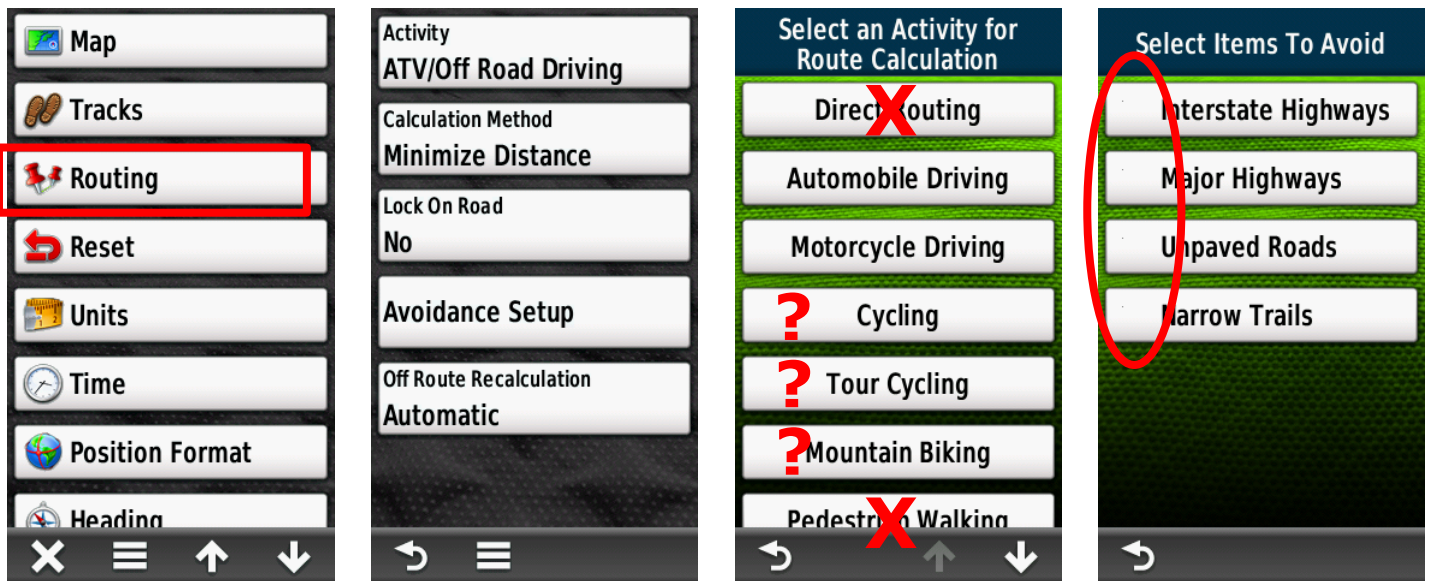 Map
Tracks
Routing
Reset
Units
Time
Position Format
Heading
Activity
ATV/Off Road Driving
Calculation Method
Minimize Distance
Lock On Road
No
Avoidance Setup
Off Route Recalculation
Automatic
Select an Activity for
Route Calculation
Direct Routing
X
Automobile Driving
Motorcycle Driving
? Cycling
? Tour Cycling
? Mountain Biking
Pedestrian Walking
X
Select Items To Avoid
Interstate Highways
Major Highways
Unpaved Roads
Narrow Trails